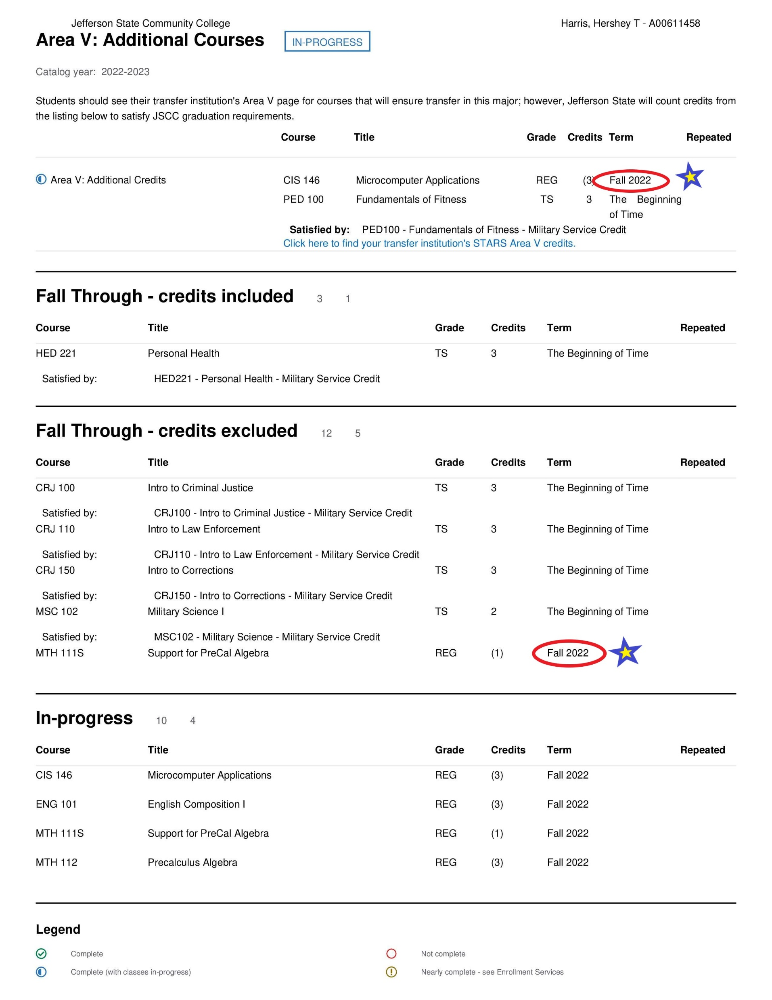 Jefferson State Community College Harris, Hershey T - A00611458
Area V: Additional Courses IN-PROGRESS
Catalog year: 2022-2023
Students should see their transfer institution's Area V page for courses that will ensure transfer in this major; however, Jefferson State will count credits from
the listing below to satisfy JSCC graduation requirements.
Course Title Grade Credits Term Repeated
Area V: Additional Credits CIS 146 Microcomputer Applications REG (3) Fall 2022
PED 100 Fundamentals of Fitness TS 3 The Beginning
of Time
Satisfied by: PED100 - Fundamentals of Fitness - Military Service Credit
Click here to find your transfer institution's STARS Area V credits.
Fall Through - credits included 3 1
Course Title Grade Credits Term Repeated
HED 221 Personal Health TS 3 The Beginning of Time
Satisfied by: HED221 - Personal Health - Military Service Credit
Fall Through - credits excluded 12 5
Course Title Grade Credits Term Repeated
CRJ 100 Intro to Criminal Justice TS 3 The Beginning of Time
Satisfied by: CRJ100 - Intro to Criminal Justice - Military Service Credit
CRJ 110 Intro to Law Enforcement TS 3 The Beginning of Time
Satisfied by: CRJ110 - Intro to Law Enforcement - Military Service Credit
CRJ 150 Intro to Corrections TS 3 The Beginning of Time
Satisfied by: CRJ150 - Intro to Corrections - Military Service Credit
MSC 102 Military Science I TS 2 The Beginning of Time
Satisfied by: MSC102 - Military Science - Military Service Credit
MTH 111S Support for PreCal Algebra REG (1) Fall 2022
In-progress 10 4
Course Title Grade Credits Term Repeated
CIS 146 Microcomputer Applications REG (3) Fall 2022
ENG 101 English Composition I REG (3) Fall 2022
MTH 111S Support for PreCal Algebra REG (1) Fall 2022
MTH 112 Precalculus Algebra REG (3) Fall 2022
Legend
Complete Not complete
Complete (with classes in-progress) Nearly complete - see Enrollment Services